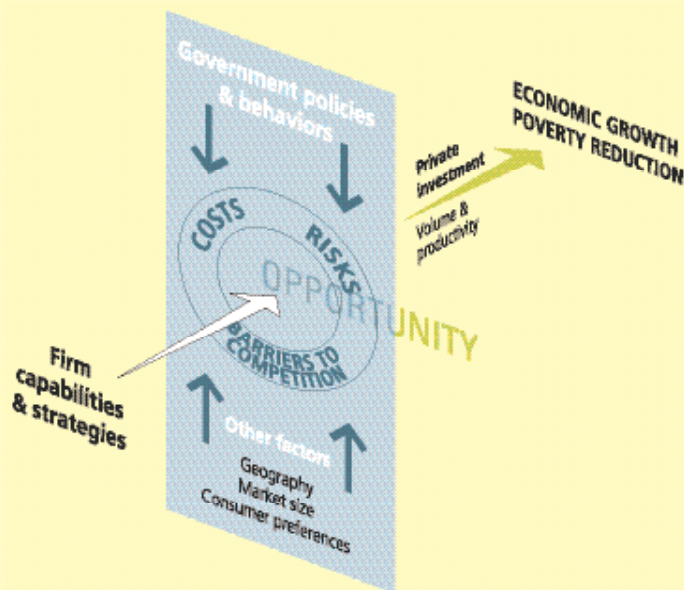 Government policies
& behaviors
ECONOMIC GROWTH
POVERTY REDUCTION
Private
investment
Volume &
productivity
COSTS
RISKS
OPPORTUNITY
BARRIERS TO
COMPETITION
Firm
capabilities
& strategies
Other factors
Geography
Market size
Consumer preferences